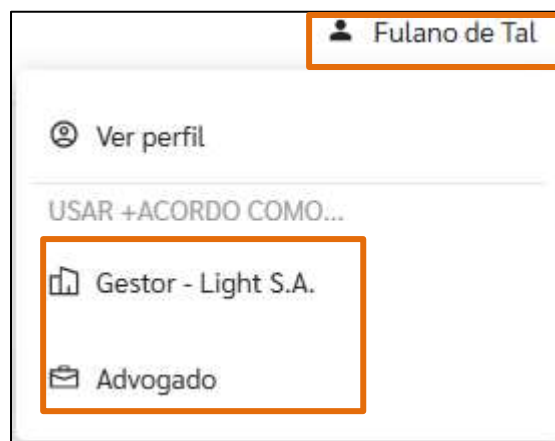 Fulano de Tal
Ver perfil
USAR +ACORDO COMO...
Gestor - Light S.A.
Advogado